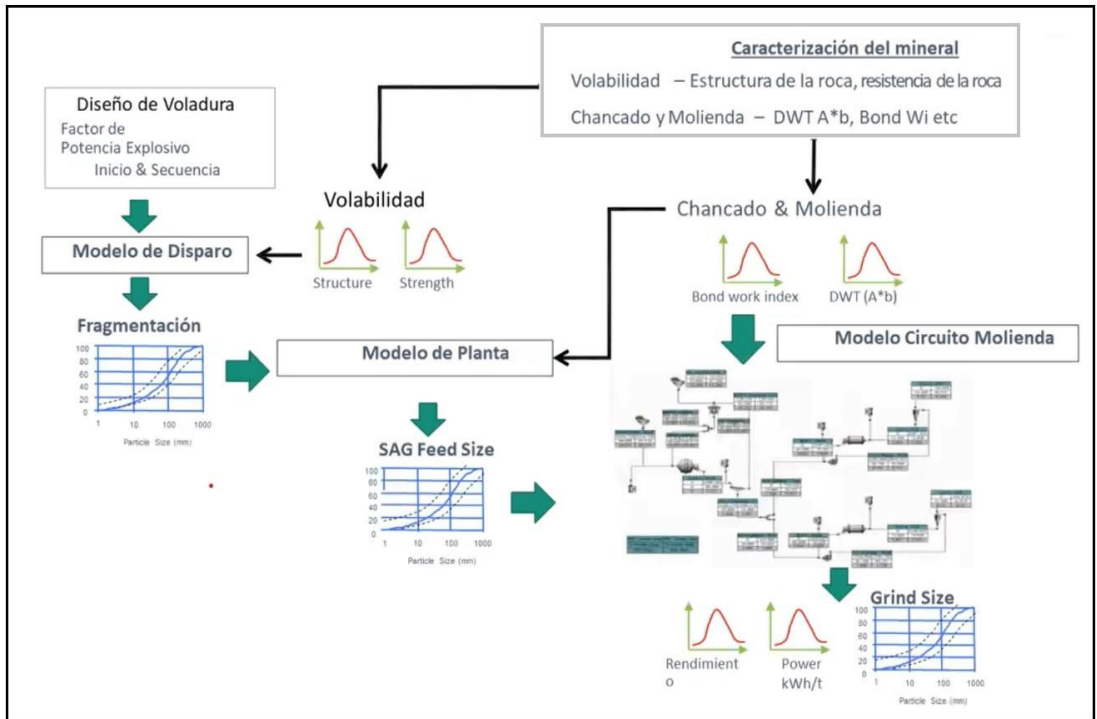 Caracterización del mineral
Volabilidad – Estructura de la roca, resistencia de la roca
Chancado y Molienda – DWT A*b, Bond Wi etc
Diseño de Voladura
Factor de
Potencia Explosivo
Inicio & Secuencia
Volabilidad
Structure
Strength
Modelo de Disparo
Chancado & Molienda
Bond work index
DWT (A*b)
Fragmentación
100
80
60
40
20
0
1 10 100 1000
Particle Size (mm)
Modelo de Planta
Modelo Circuito Molienda
SAG Feed Size
100
80
60
40
20
0
1 10 100 1000
Particle Size (mm)
Rendimient
o
Power
kWh/t
Grind Size
100
80
60
40
20
0
1 10 100 1000
Particle Size (mm)